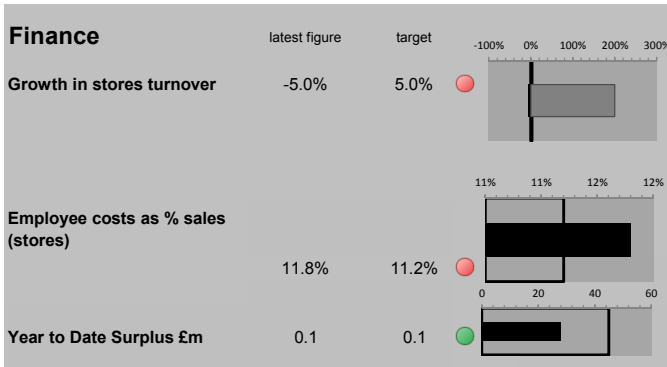 Finance latest figure target
-100% 0% 100% 200% 300%
Growth in stores turnover -5.0% 5.0%
11% 11% 12% 12%
Employee costs as % sales
(stores)
11.8% 11.2%
0 20 40 60
Year to Date Surplus £m 0.1 0.1